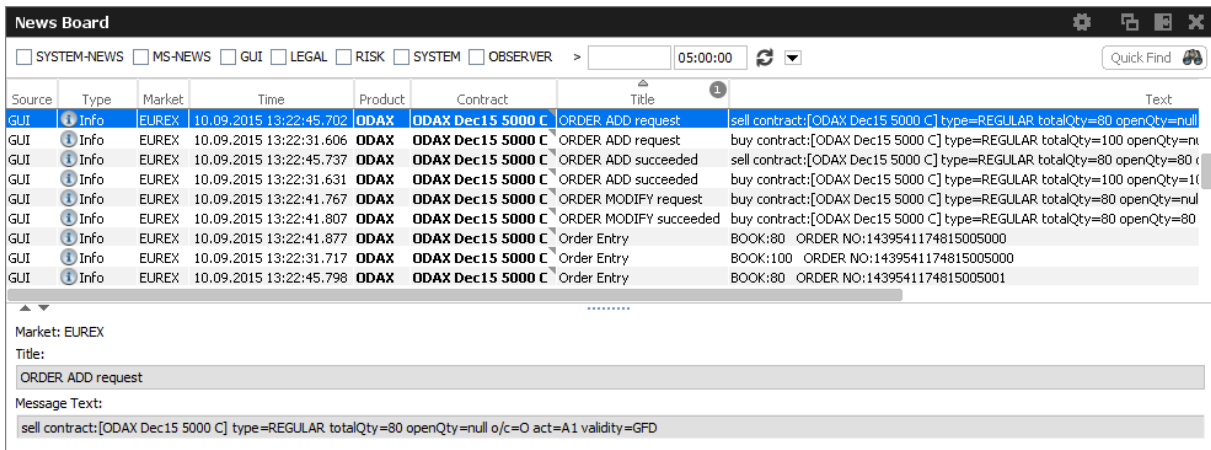 News Board
SYSTEM-NEWS MS-NEWS GUI LEGAL RISK SYSTEM OBSERVER > 05:00:00 Quick Find
1
Source Type Market Time Product Contract Title Text
GUI Info EUREX 10.09.2015 13:22:45.702 ODAX ODAX Dec15 5000 C ORDER ADD request sell contract:[ODAX Dec15 5000 C] type=REGULAR totalQty=80 openQty=null
GUI Info EUREX 10.09.2015 13:22:31.606 ODAX ODAX Dec15 5000 C ORDER ADD request buy contract:[ODAX Dec15 5000 C] type=REGULAR totalQty=100 openQty=nu
GUI Info EUREX 10.09.2015 13:22:45.737 ODAX ODAX Dec15 5000 C ORDER ADD succeeded sell contract:[ODAX Dec15 5000 C] type=REGULAR totalQty=80 openQty=80
GUI Info EUREX 10.09.2015 13:22:31.631 ODAX ODAX Dec15 5000 C ORDER ADD succeeded buy contract:[ODAX Dec15 5000 C] type=REGULAR totalQty=100 openQty=10
GUI Info EUREX 10.09.2015 13:22:41.767 ODAX ODAX Dec15 5000 C ORDER MODIFY request buy contract:[ODAX Dec15 5000 C] type=REGULAR totalQty=80 openQty=nul
GUI Info EUREX 10.09.2015 13:22:41.807 ODAX ODAX Dec15 5000 C ORDER MODIFY succeeded buy contract:[ODAX Dec15 5000 C] type=REGULAR totalQty=80 openQty=80
GUI Info EUREX 10.09.2015 13:22:41.877 ODAX ODAX Dec15 5000 C Order Entry BOOK:80 ORDER NO:1439541174815005000
GUI Info EUREX 10.09.2015 13:22:31.717 ODAX ODAX Dec15 5000 C Order Entry BOOK:100 ORDER NO:1439541174815005000
GUI Info EUREX 10.09.2015 13:22:45.798 ODAX ODAX Dec15 5000 C Order Entry BOOK:80 ORDER NO:1439541174815005001
Market: EUREX
Title:
ORDER ADD request
Message Text:
sell contract:[ODAX Dec15 5000 C] type=REGULAR totalQty=80 openQty=null o/c=O act=A1 validity=GFD